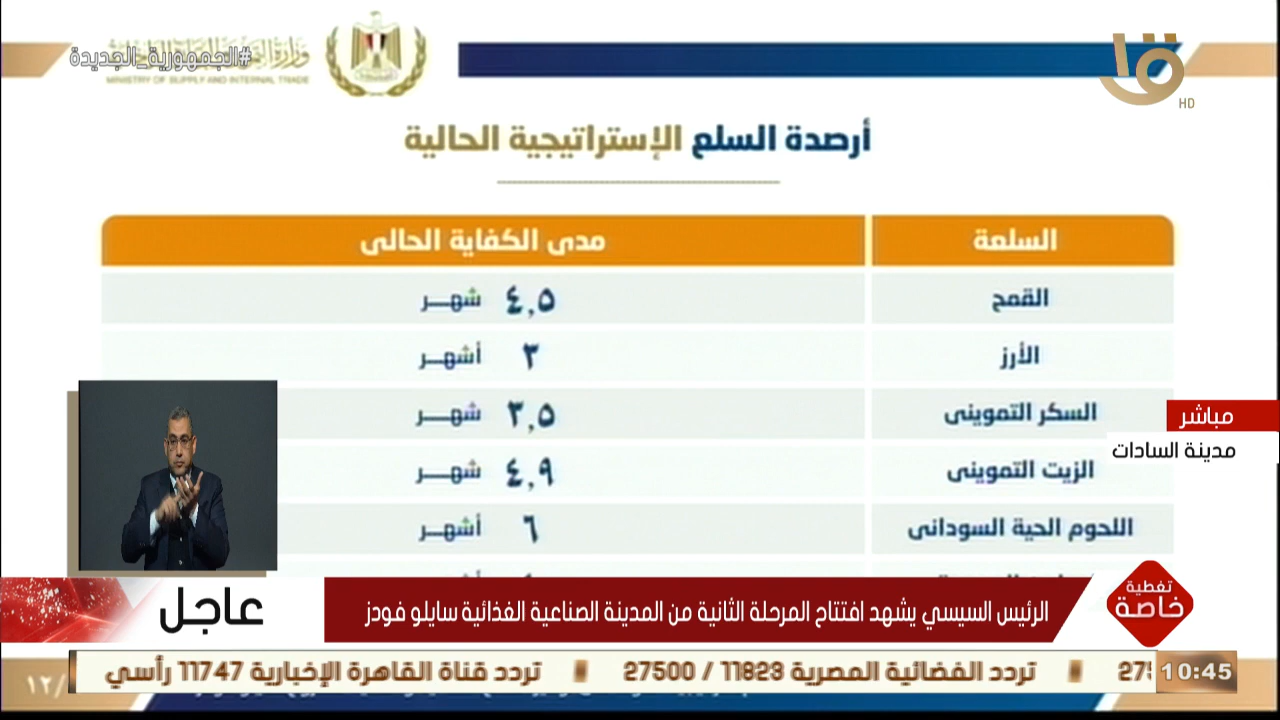 #الجمهورية_الجديدة
MINISTRY OF SUPPLY AND INTERNAL TRADE
HD
أرصدة السلع الإستراتيجية الحالية
السلعة مدى الكفاية الحالى
القمح ٤,٥ شهر
الأرز ٣ أشهر
السكر التموينى ٣,٥ شهر
الزيت التموينى ٤,٩ شهر
اللحوم الحية السودانى ٦ أشهر
مباشر
مدينة السادات
تغطية
خاصة
الرئيس السيسي يشهد افتتاح المرحلة الثانية من المدينة الصناعية الغذائية سايلو فودز
عاجل
10:45
275 تردد الفضائية المصرية 11823 / 27500 تردد قناة القاهرة الإخبارية 11747 رأسي